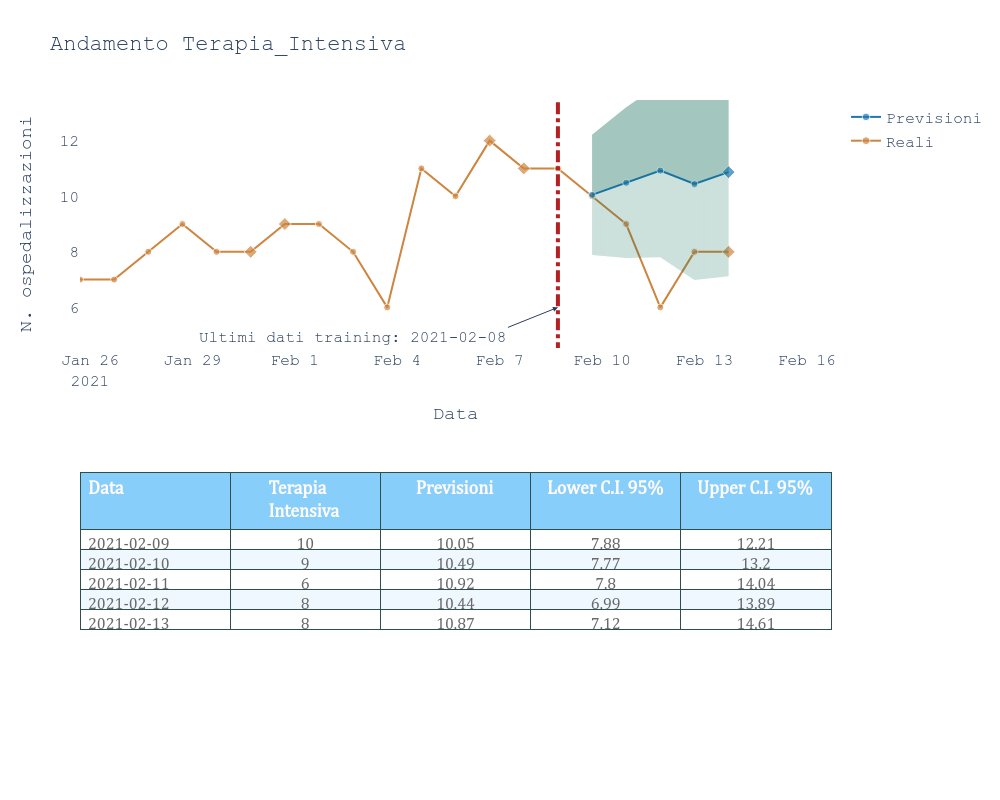 Andamento Terapia_Intensiva
N. ospedalizzazioni
12
10
8
6
Previsioni
Reali
Ultimi dati training: 2021-02-08
Jan 26 Jan 29 Feb 1 Feb 4 Feb 7 Feb 10 Feb 13 Feb 16
2021
Data
Data Terapia Intensiva Previsioni Lower C.I. 95% Upper C.I. 95%
2021-02-09 10 10.05 7.88 12.21
2021-02-10 9 10.49 7.77 13.2
2021-02-11 6 10.92 7.8 14.04
2021-02-12 8 10.44 6.99 13.89
2021-02-13 8 10.87 7.12 14.61